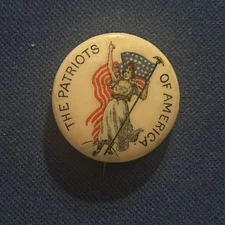 THE PATRIOTS
OF AMERICA.